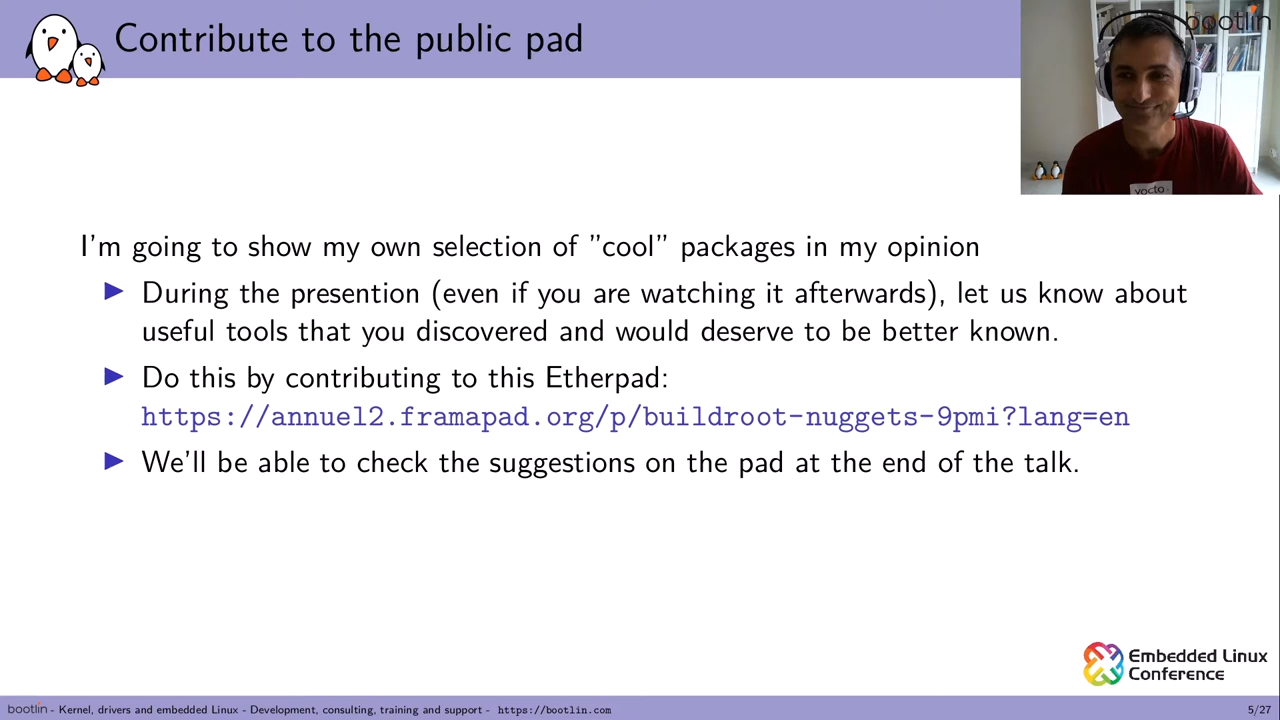 Contribute to the public pad
bootlin
yocto
I'm going to show my own selection of "cool" packages in my opinion
During the presention (even if you are watching it afterwards), let us know about
useful tools that you discovered and would deserve to be better known.
Do this by contributing to this Etherpad:
https://annuel2.framapad.org/p/buildroot-nuggets-9pmi?lang=en
We'll be able to check the suggestions on the pad at the end of the talk.
Embedded Linux
Conference
bootlin - Kernel, drivers and embedded Linux - Development, consulting, training and support - https://bootlin.com
5/27